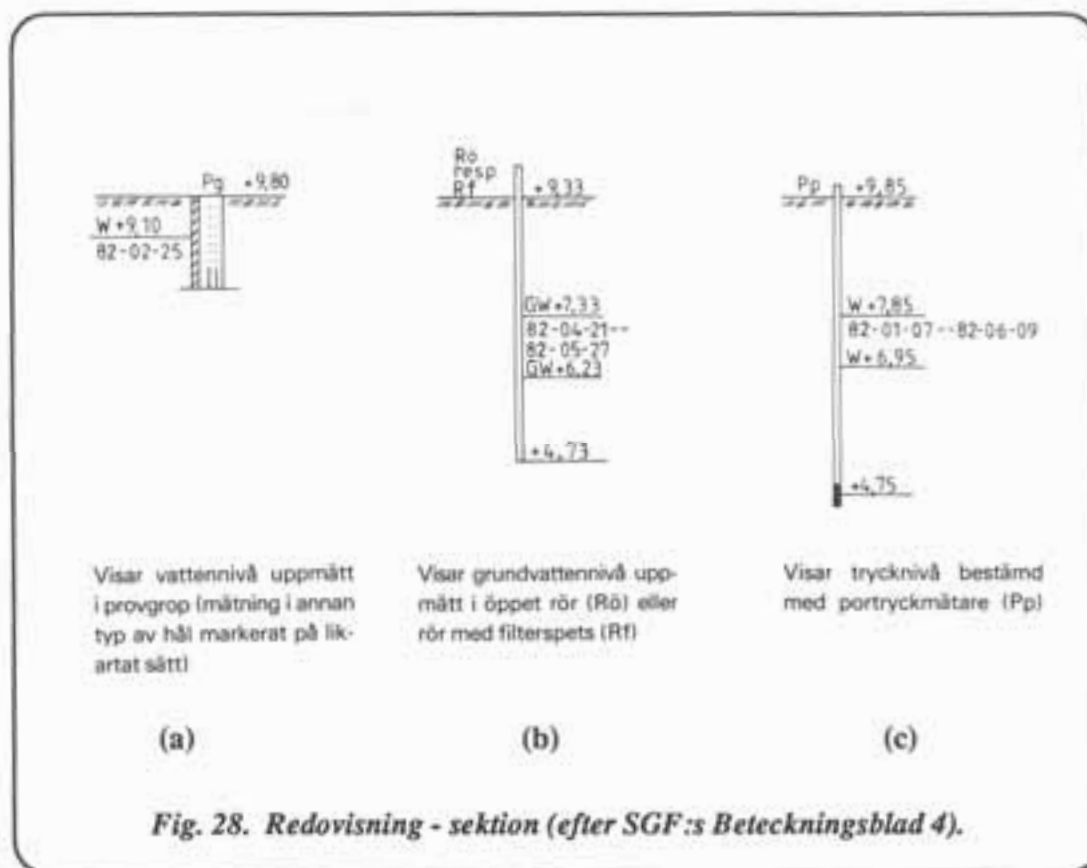 Pg +9,80
W+9,10
82-02-25
Rö
resp
Rf
+9,33
GW+7,33
82-04-21--
82-05-27
GW+6,23
+4,73
Pp +9,85
W+7,85
82-01-07--82-06-09
W+6,95
+4,75
Visar vattennivå uppmätt
i provgrop (mätning i annan
typ av hål markerat på lik-
artat sätt)
Visar grundvattennivå upp-
mätt i öppet rör (Rö) eller
rör med filterspets (Rf)
Visar trycknivå bestämd
med portryckmätare (Pp)
(a)
(b)
(c)
Fig. 28. Redovisning - sektion (efter SGF:s Beteckningsblad 4).